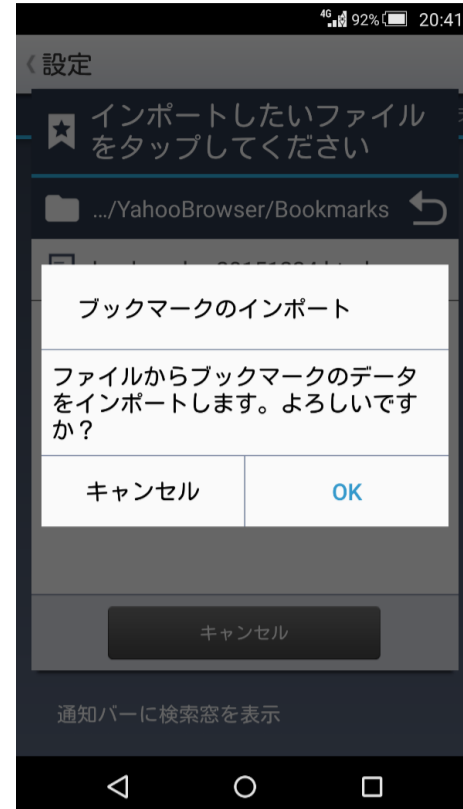 4G 92% 20:41
設定
インポートしたいファイル
をタップしてください
.../YahooBrowser/Bookmarks
ブックマークのインポート
ファイルからブックマークのデータ
をインポートします。よろしいです
か？
キャンセル OK
キャンセル
通知バーに検索窓を表示